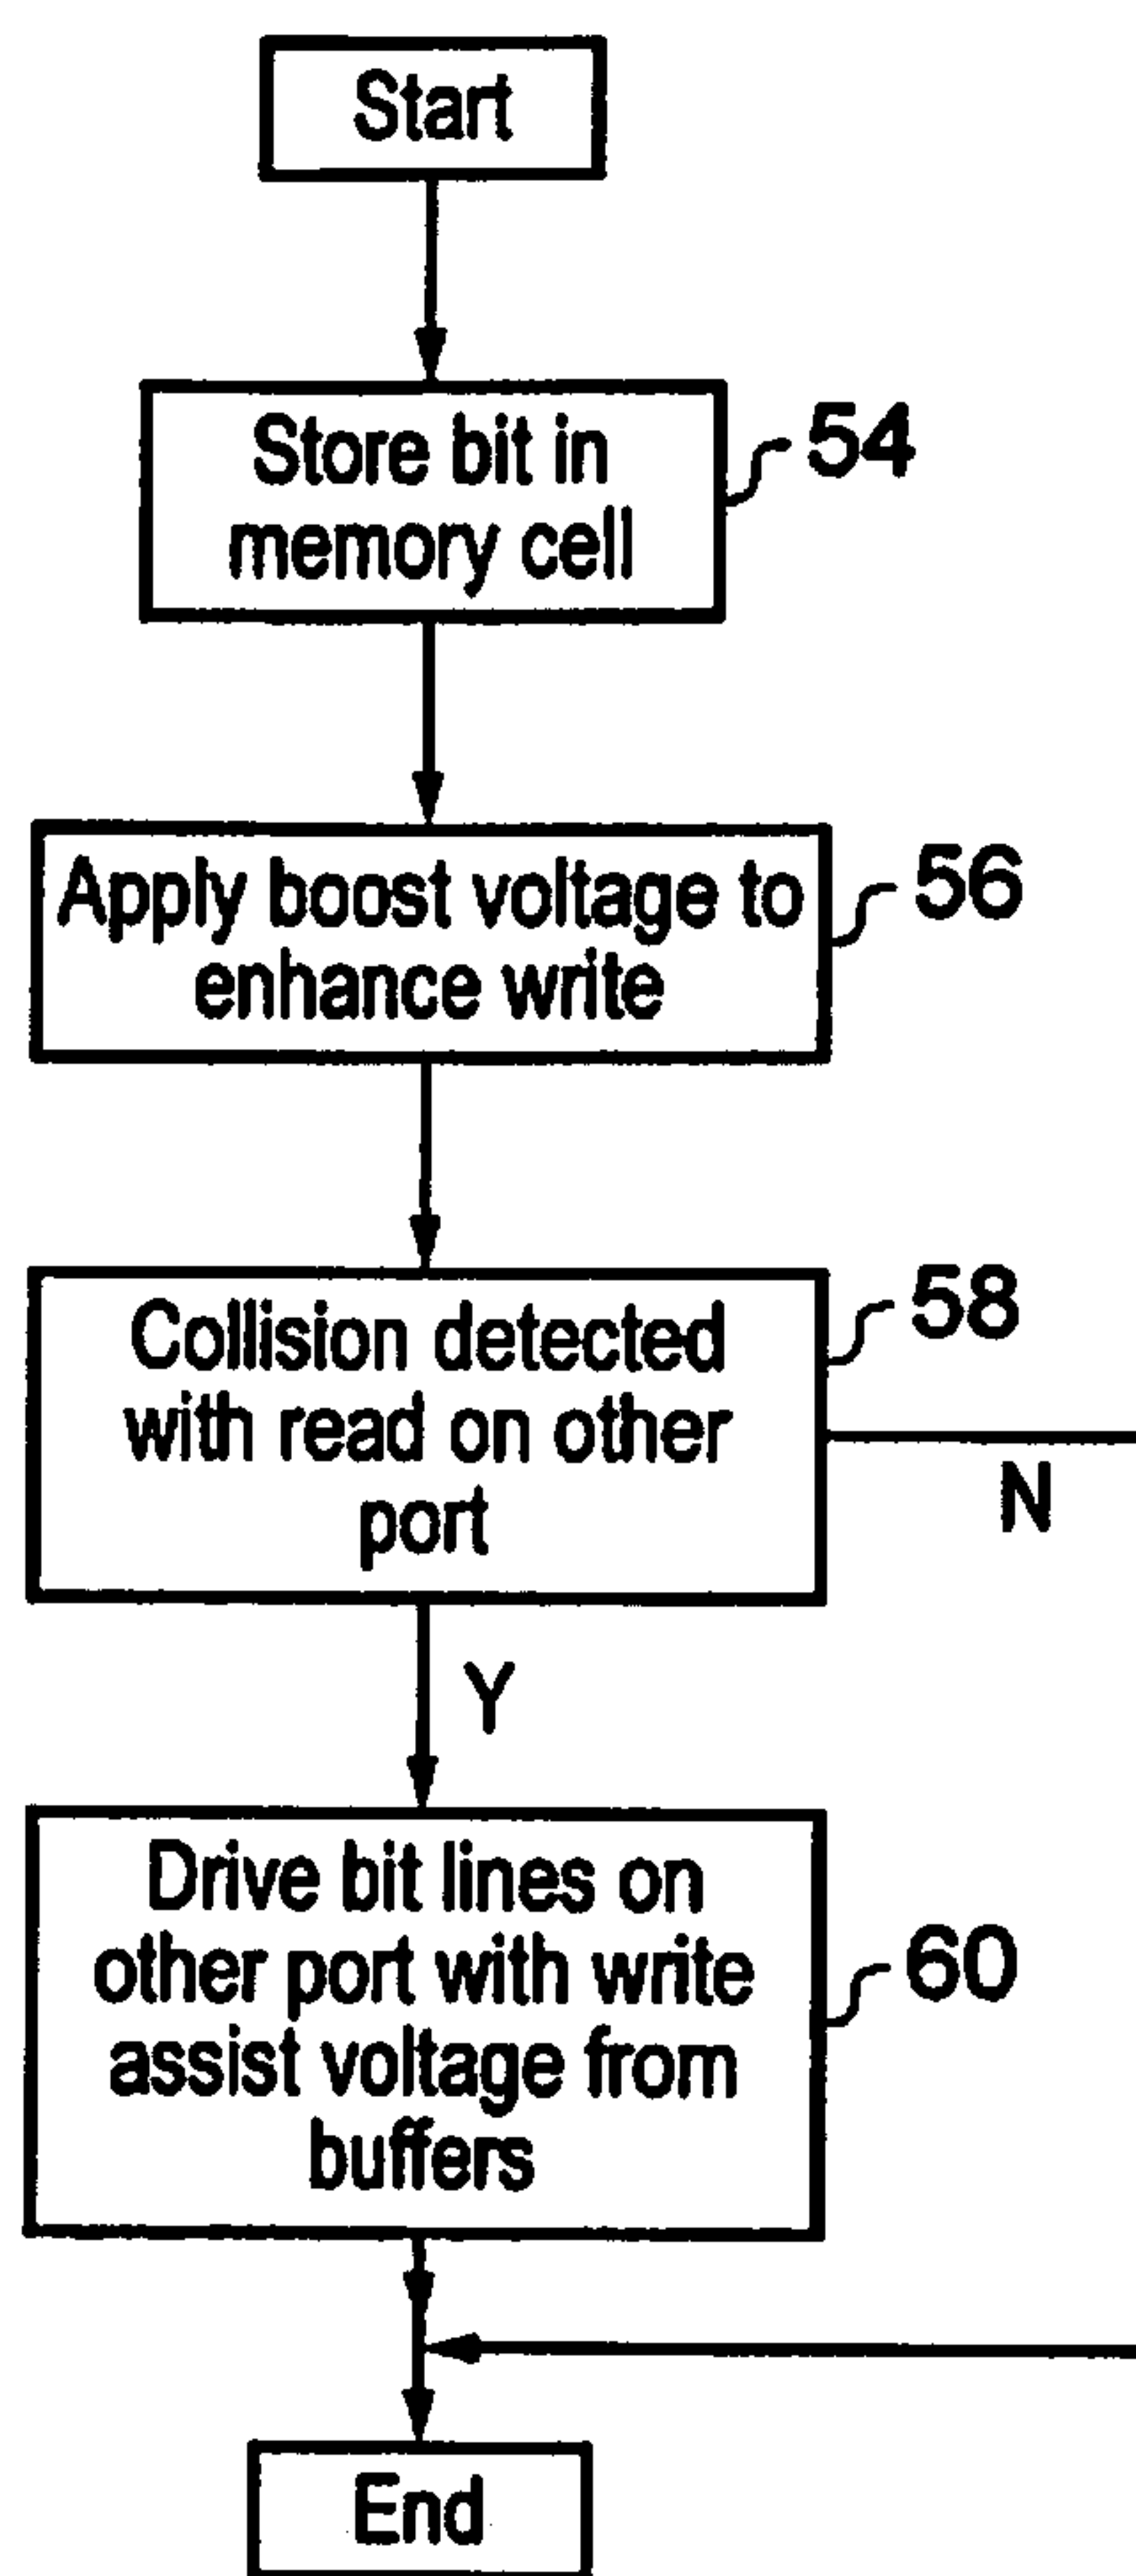 Start
Store bit in
memory cell
54
Apply boost voltage to
enhance write
56
Collision detected
with read on other
port
58
N
Y
Drive bit lines on
other port with write
assist voltage from
buffers
60
End